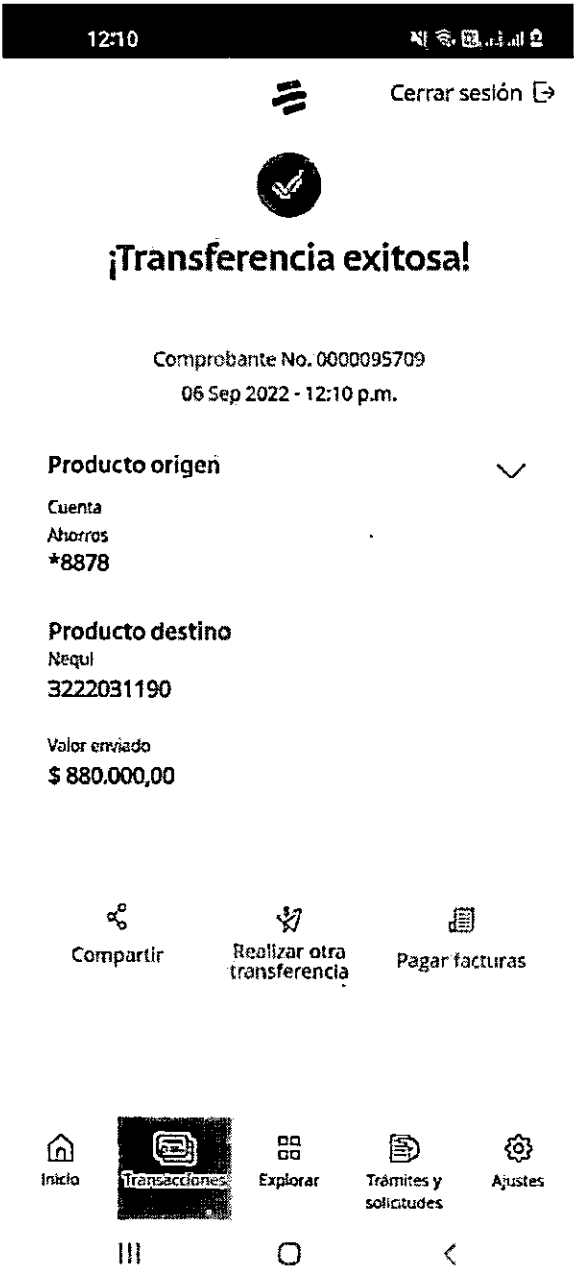 12:10
Cerrar sesión
¡Transferencia exitosa!
Comprobante No. 0000095709
06 Sep 2022 - 12:10 p.m.
Producto origen
Cuenta
Ahorros
*8878
Producto destino
Nequi
3222031190
Valor enviado
$ 880.000,00
Compartir
Realizar otra
transferencia
Pagar facturas
Inicio
Transacciones
Explorar
Trámites y
solicitudes
Ajustes